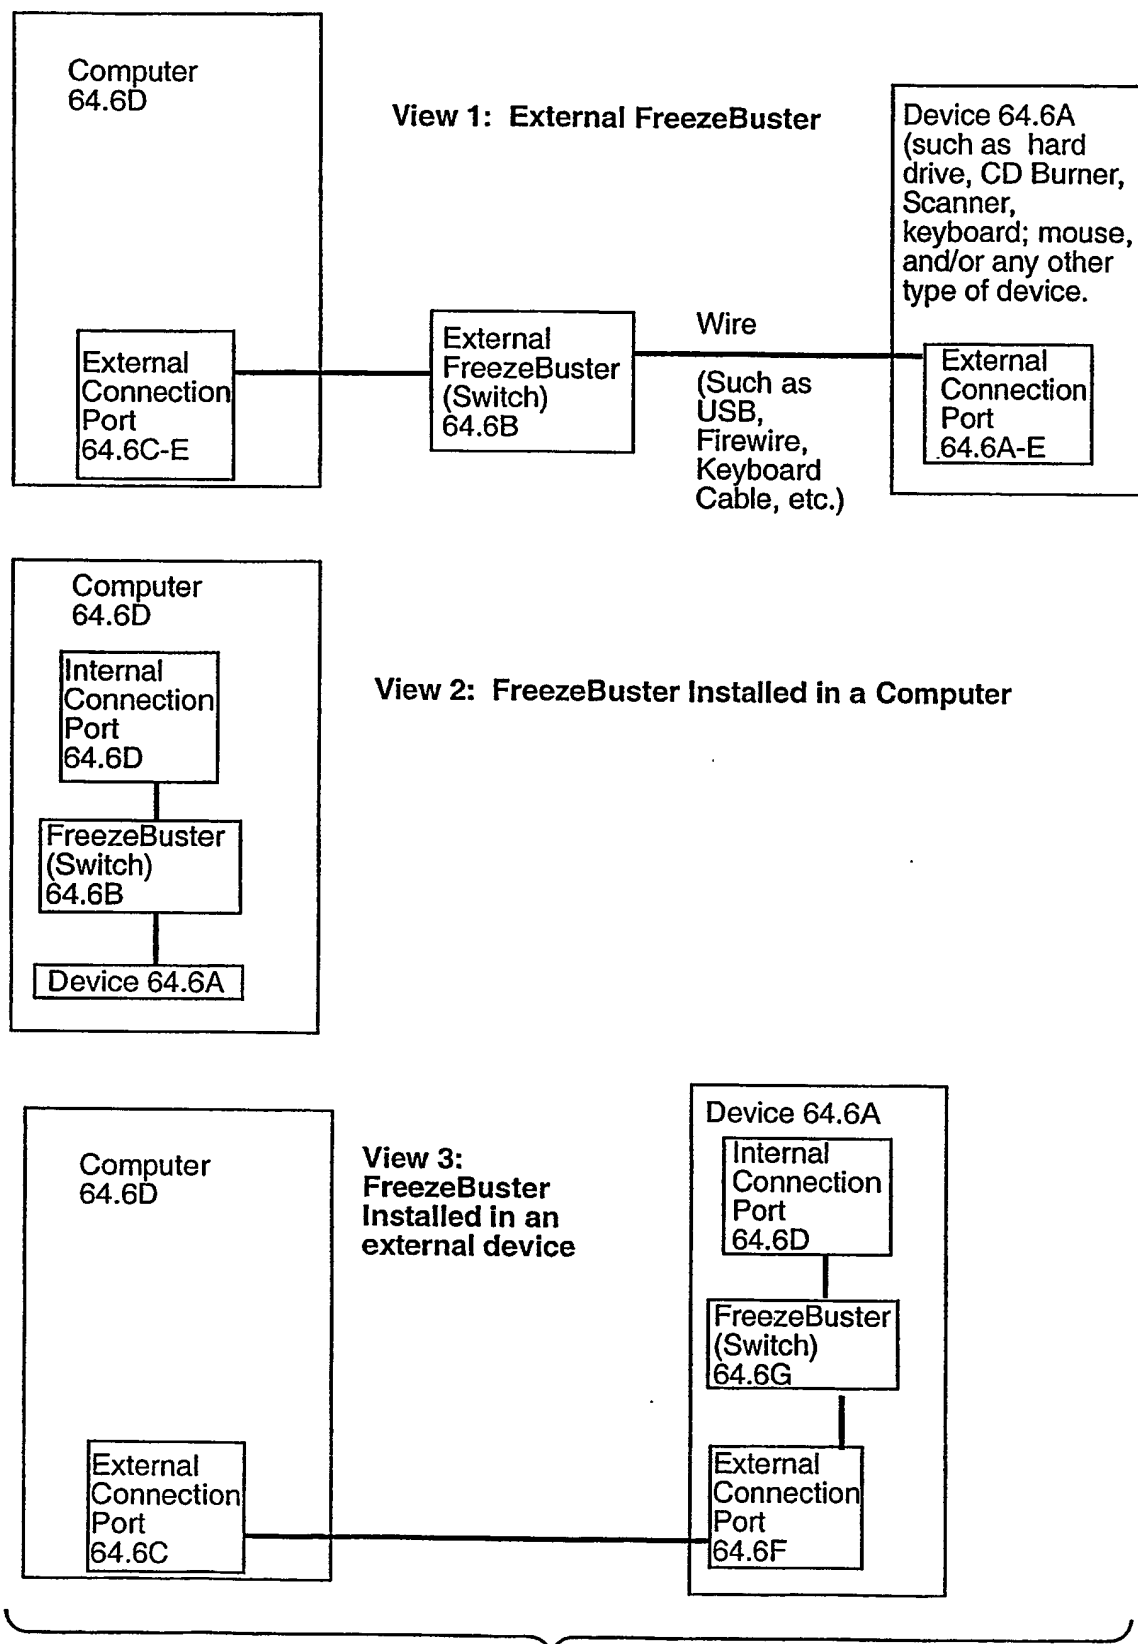 Computer
64.6D
View 1: External FreezeBuster
Device 64.6A
(such as hard
drive, CD Burner,
Scanner,
keyboard; mouse,
and/or any other
type of device.
External
Connection
Port
64.6C-E
External
FreezeBuster
(Switch)
64.6B
Wire
(Such as
USB,
Firewire,
Keyboard
Cable, etc.)
External
Connection
Port
64.6A-E
Computer
64.6D
Internal
Connection
Port
64.6D
View 2: FreezeBuster Installed in a Computer
FreezeBuster
(Switch)
64.6B
Device 64.6A
Computer
64.6D
View 3:
FreezeBuster
Installed in an
external device
Device 64.6A
Internal
Connection
Port
64.6D
FreezeBuster
(Switch)
64.6G
External
Connection
Port
64.6C
External
Connection
Port
64.6F